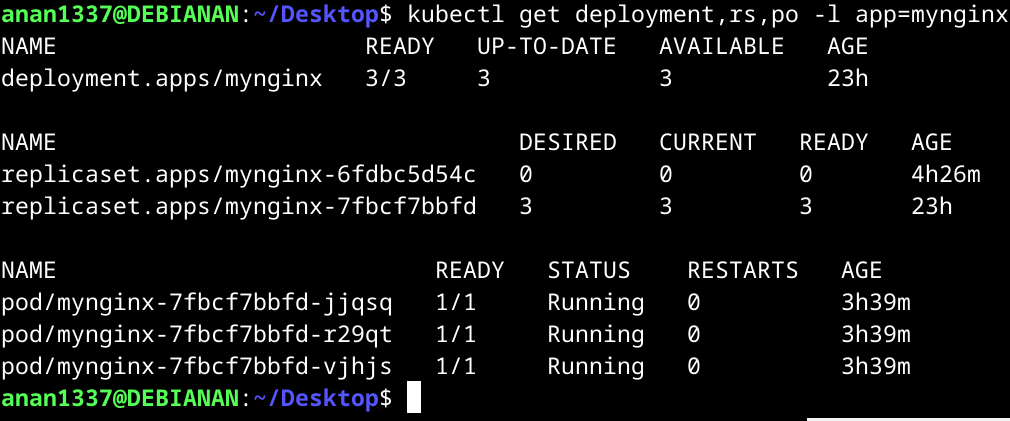 anan1337@DEBIANAN:~/Desktop$ kubectl get deployment,rs,po -l app=mynginx
NAME READY UP-TO-DATE AVAILABLE AGE
deployment.apps/mynginx 3/3 3 3 23h
NAME DESIRED CURRENT READY AGE
replicaset.apps/mynginx-6fdbc5d54c 0 0 0 4h26m
replicaset.apps/mynginx-7fbcf7bbfd 3 3 3 23h
NAME READY STATUS RESTARTS AGE
pod/mynginx-7fbcf7bbfd-jjqsq 1/1 Running 0 3h39m
pod/mynginx-7fbcf7bbfd-r29qt 1/1 Running 0 3h39m
pod/mynginx-7fbcf7bbfd-vjhjs 1/1 Running 0 3h39m
anan1337@DEBIANAN:~/Desktop$